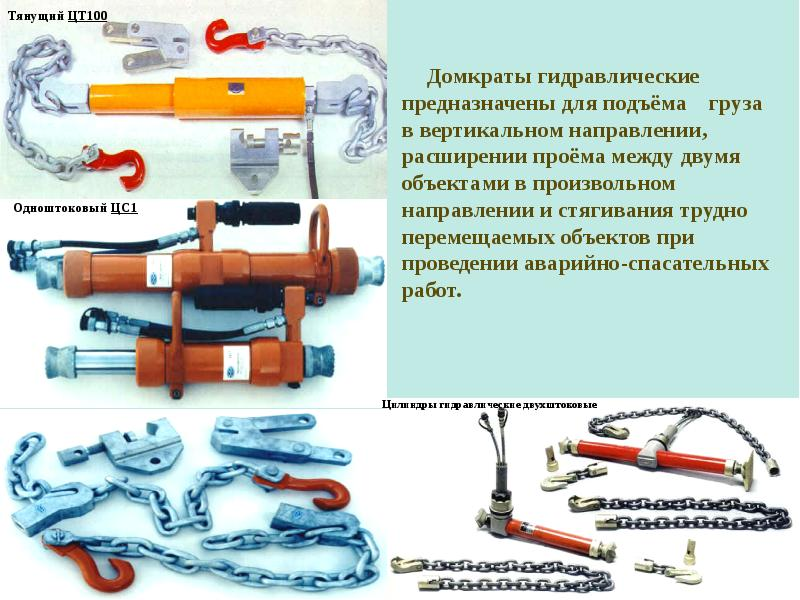 Тянущий ЦТ100
Домкраты гидравлические
предназначены для подъёма груза
в вертикальном направлении,
расширении проёма между двумя
объектами в произвольном
направлении и стягивания трудно
перемещаемых объектов при
проведении аварийно-спасательных
работ.
Одноштоковый ЦС1
Цилиндры гидравлические двухштоковые